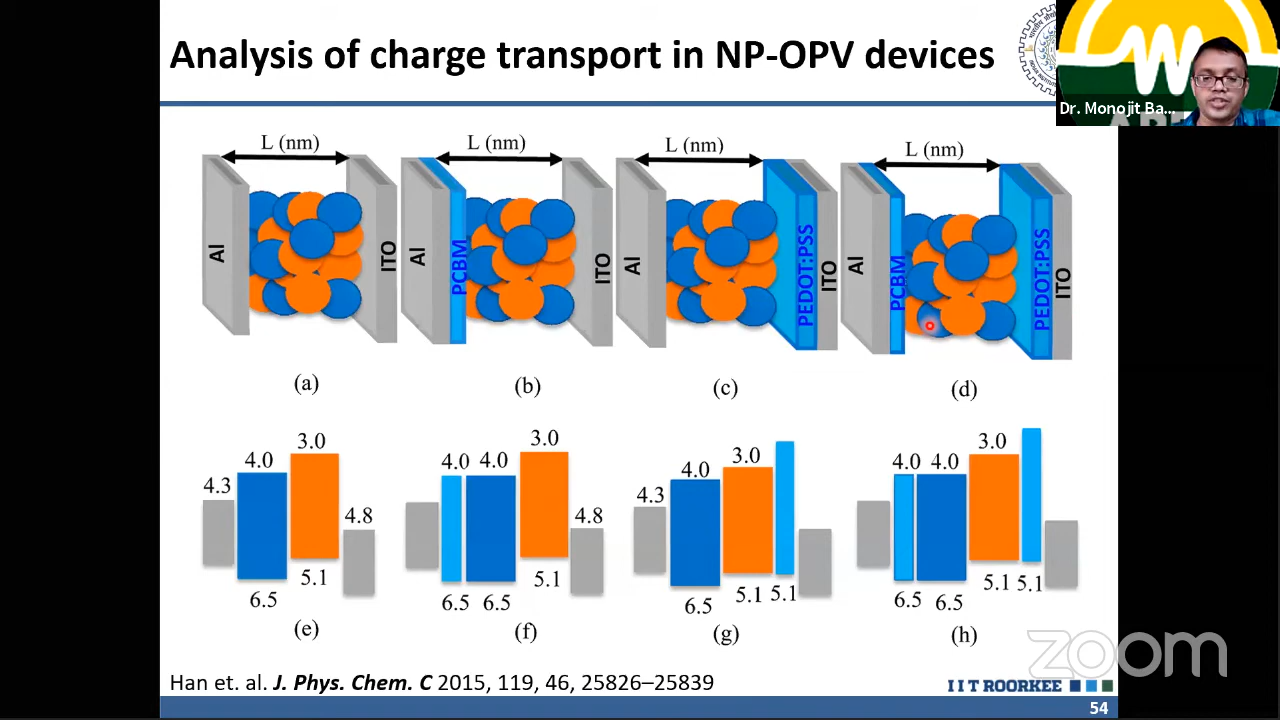 Analysis of charge transport in NP-OPV devices
Dr. Monojit Ba...
L (nm)
L (nm)
L (nm)
L (nm)
Al
ITO
Al
PCBM
ITO
Al
PEDOT:PSS
ITO
Al
PCBM
PEDOT:PSS
ITO
(a)
(b)
(c)
(d)
4.3
4.0
3.0
4.8
6.5
5.1
4.0
4.0
3.0
4.8
6.5
6.5
5.1
4.3
4.0
3.0
6.5
5.1
5.1
4.0
4.0
3.0
6.5
6.5
5.1
5.1
(e)
(f)
(g)
(h)
zoom
Han et. al. J. Phys. Chem. C 2015, 119, 46, 25826–25839
I I T ROORKEE
54